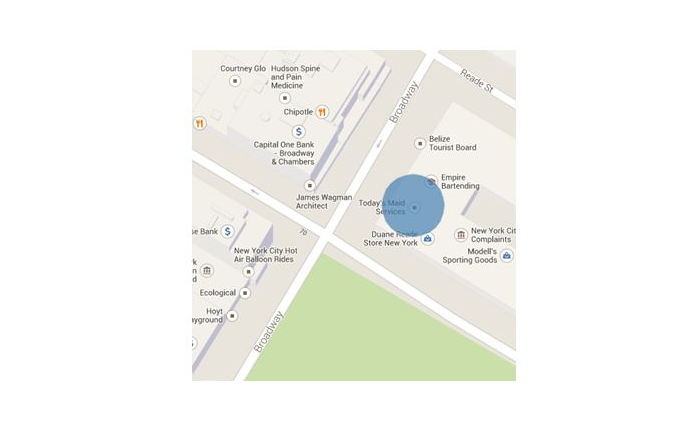 Courtney Glo
Hudson Spine
and Pain
Medicine
Reade St
Chipotle
Broadway
Capital One Bank
- Broadway
& Chambers
Belize
Tourist Board
Empire
Bartending
James Wagman
Architect
Today's Maid
Services
se Bank
70
Duane Reade
Store New York
New York Cit
Complaints
New York City Hot
Air Balloon Rides
Modell's
Sporting Goods
k
n
d
Ecological
Hoyt
yground
Broadway